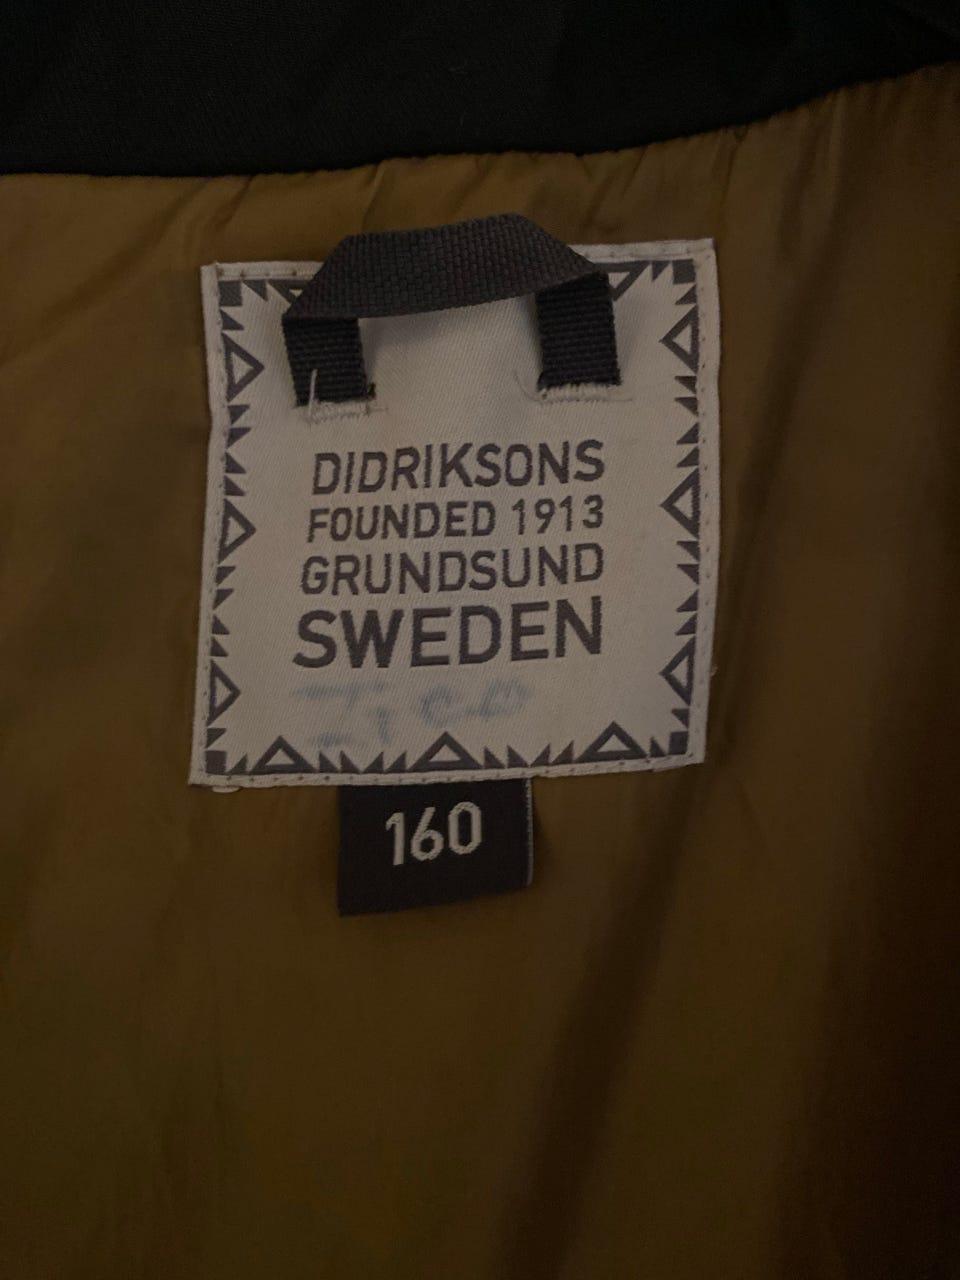 DIDRIKSONS
FOUNDED 1913
GRUNDSUND
SWEDEN
160